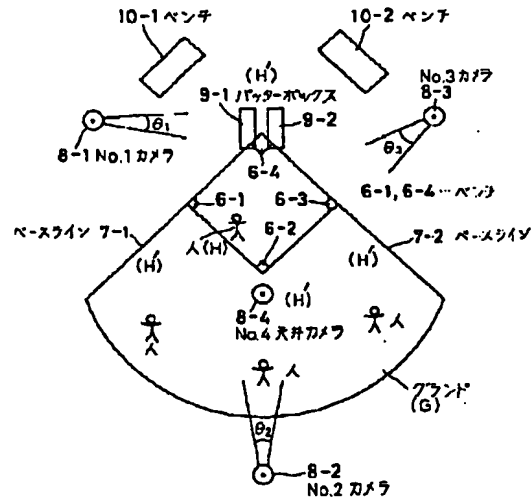 10-1 ベンチ
10-2 ベンチ
(H')
9-1 バッターボックス
9-2
No.3 カメラ
8-3
θ1
8-1 No.1 カメラ
6-4
θ3
6-1, 6-4…ベンチ
6-1
6-3
6-2
人(H)
ベースライン 7-1
7-2 ベースライン
(H')
(H')
(H')
8-4
No.4 天井カメラ
人
人
人
グランド
(G)
θ2
8-2
No.2 カメラ